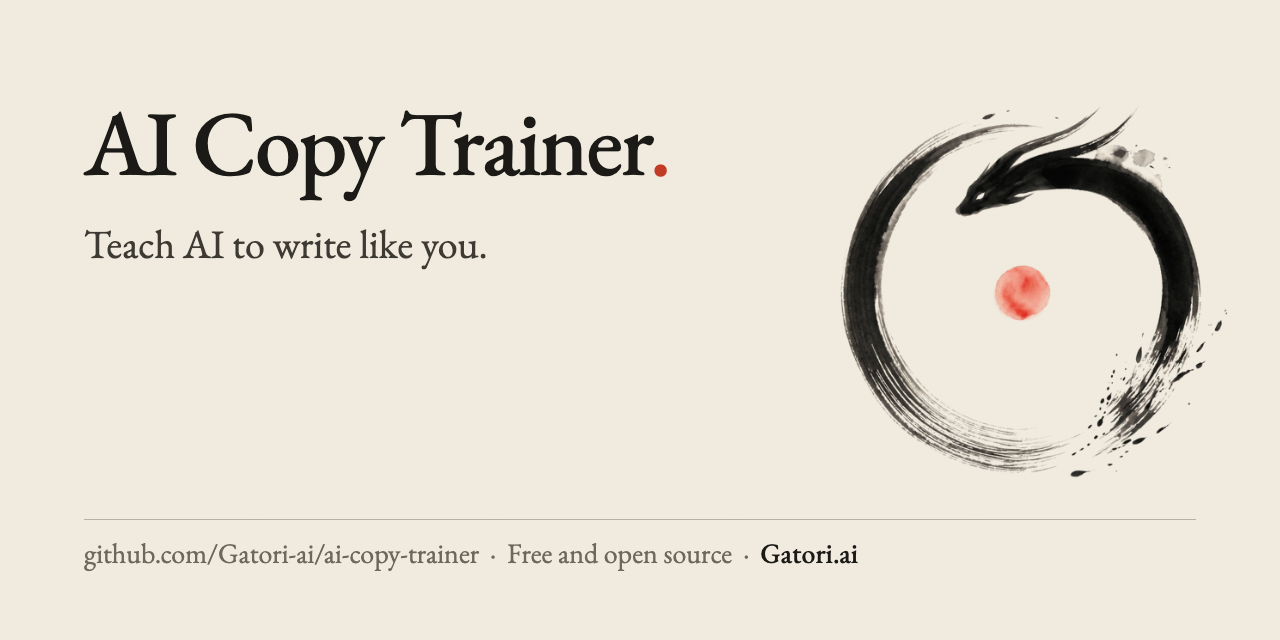 AI Copy Trainer.
Teach AI to write like you.
github.com/Gatori-ai/ai-copy-trainer · Free and open source · Gatori.ai